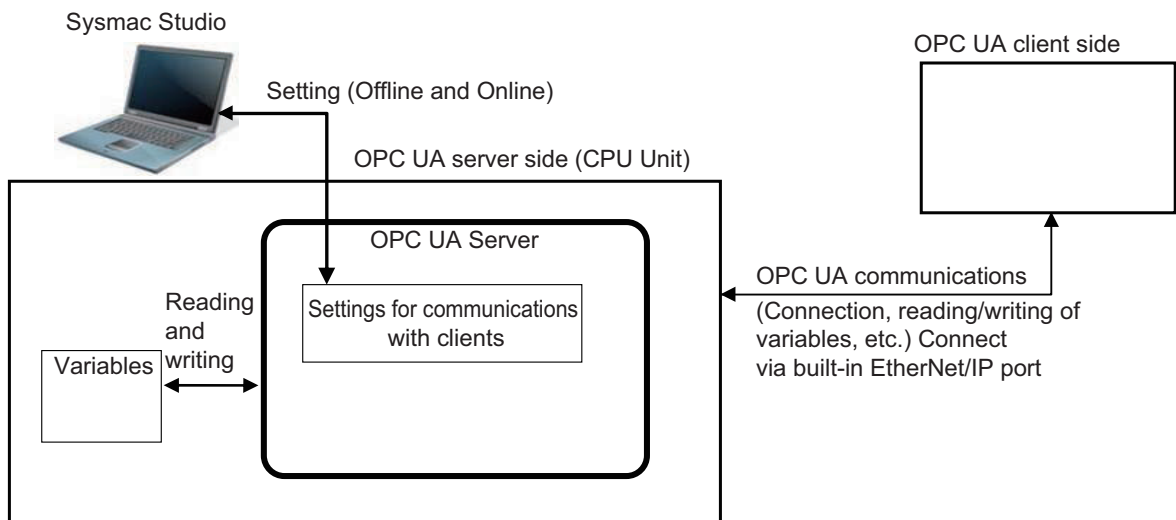 Sysmac Studio
OPC UA client side
Setting (Offline and Online)
OPC UA server side (CPU Unit)
OPC UA Server
Settings for communications
with clients
Reading
and
writing
Variables
OPC UA communications
(Connection, reading/writing of
variables, etc.) Connect
via built-in EtherNet/IP port